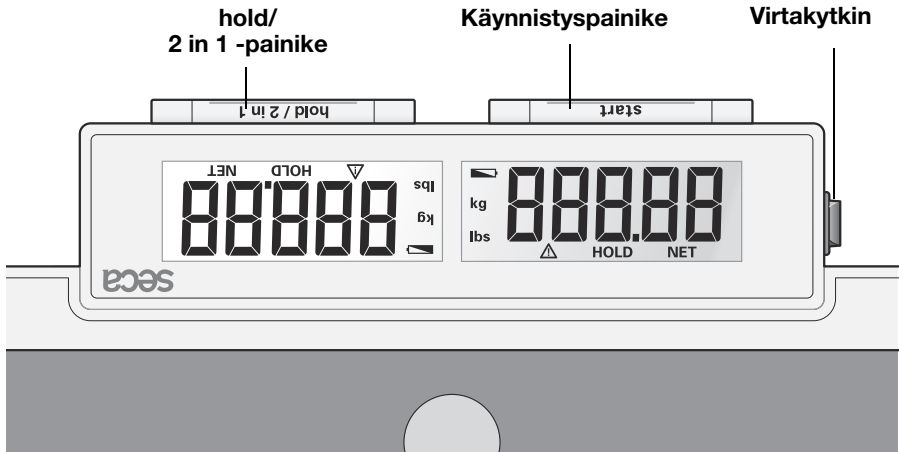 hold/
2 in 1 -painike
Käynnistyspainike
Virtakytkin
hold / 2 in 1
start
NET HOLD
lbs
kg
88.888
kg
lbs
888.88
HOLD NET
seca